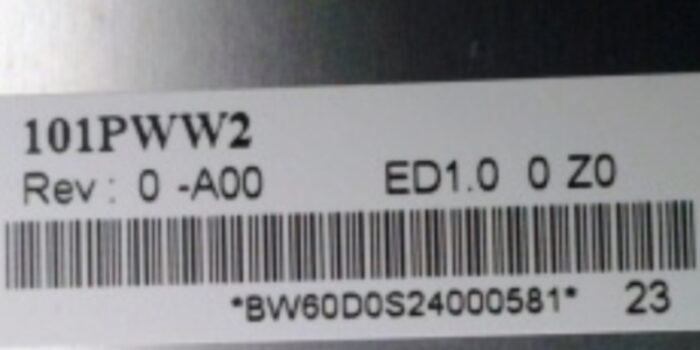 101PWW2
Rev : 0 -A00 ED1.0 0 Z0
*BW60D0S24000581* 23